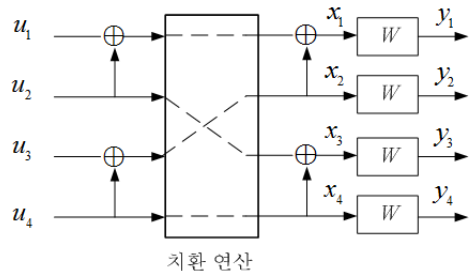 u₁ x₁ W y₁
u₂ x₂ W y₂
u₃ x₃ W y₃
u₄ x₄ W y₄
치환 연산